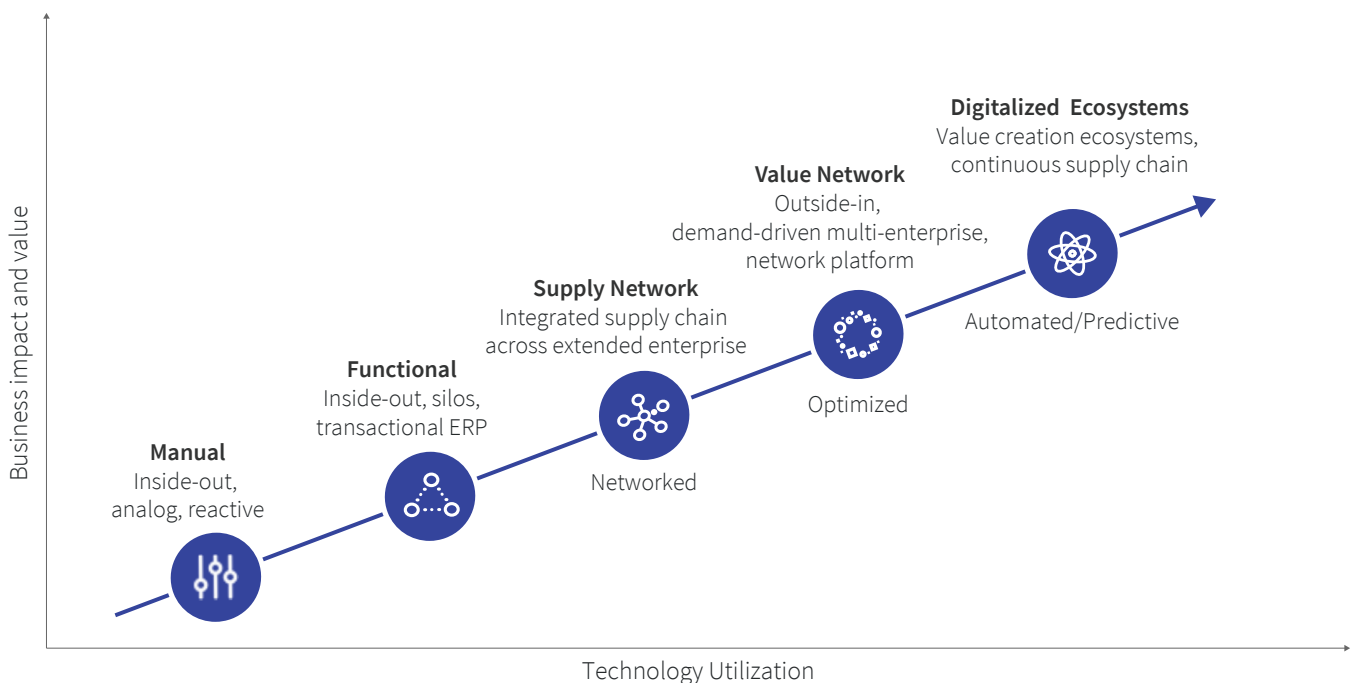 Business impact and value
Digitalized Ecosystems
Value creation ecosystems,
continuous supply chain
Automated/Predictive
Value Network
Outside-in,
demand-driven multi-enterprise,
network platform
Optimized
Supply Network
Integrated supply chain
across extended enterprise
Networked
Functional
Inside-out, silos,
transactional ERP
Manual
Inside-out,
analog, reactive
Technology Utilization